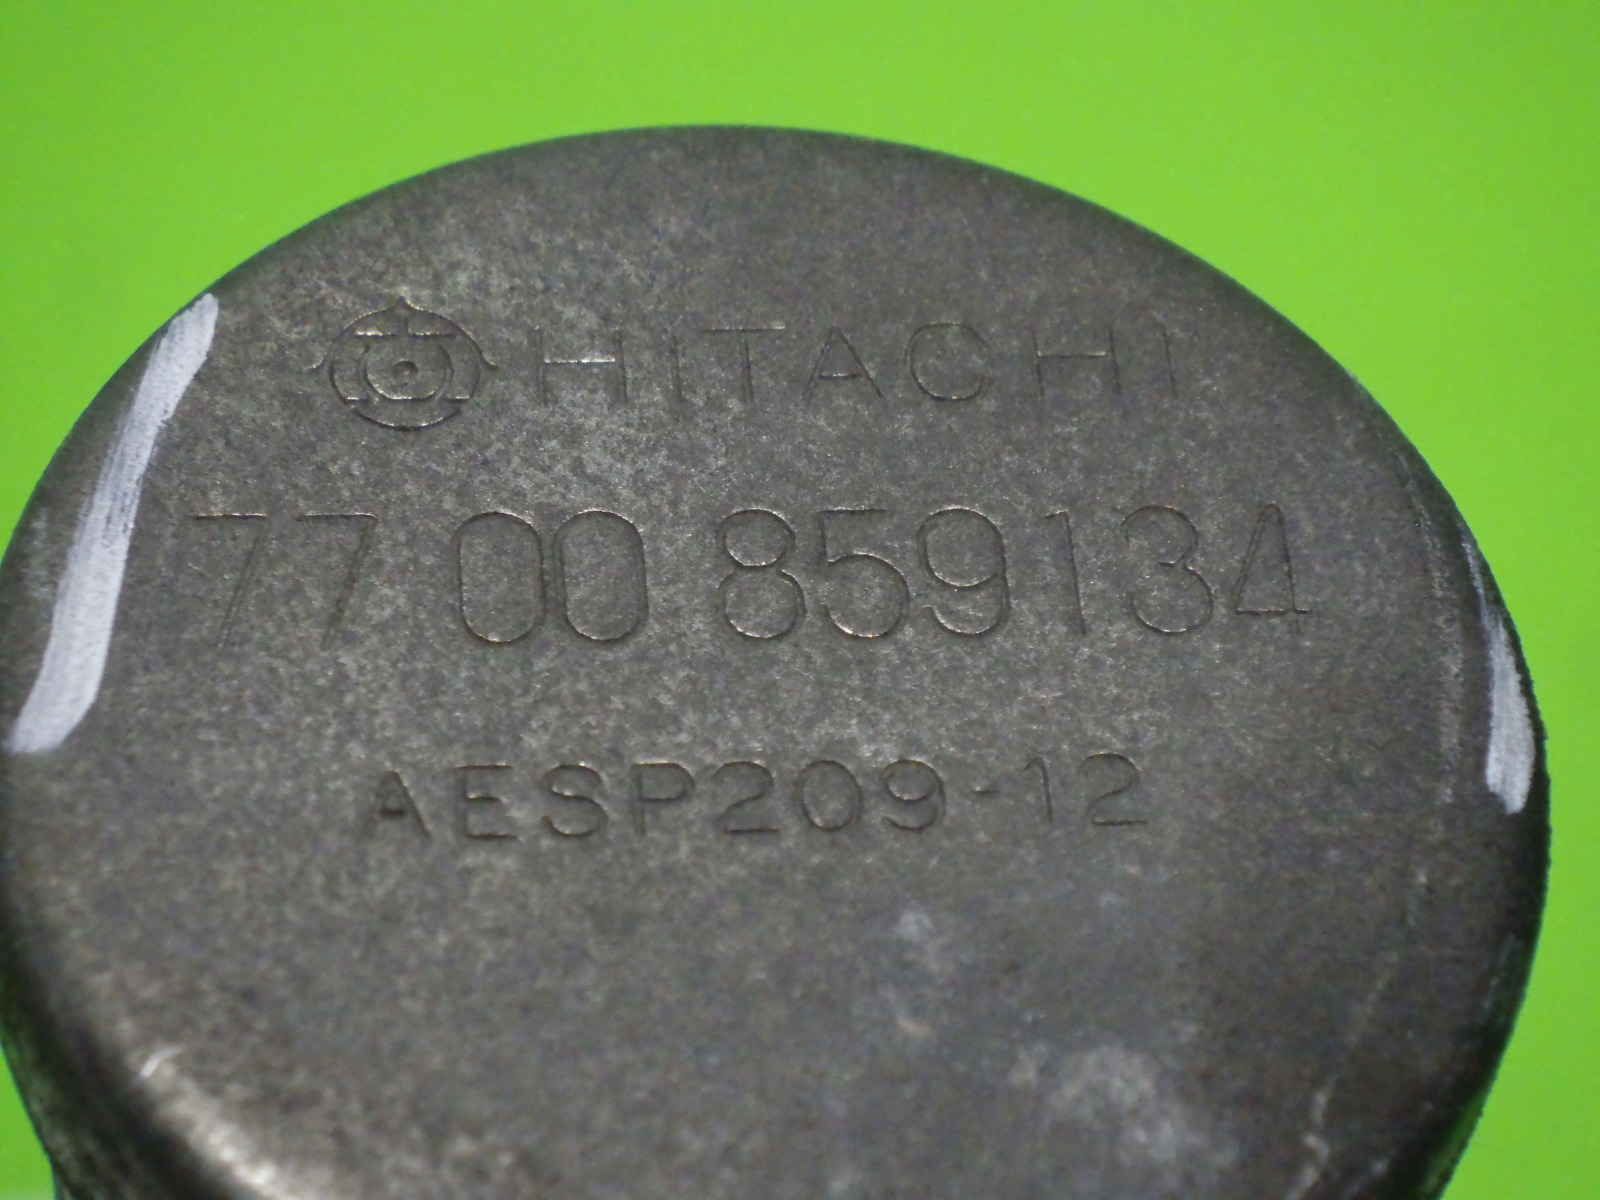 HITACHI
77 00 859134
AESP209-12